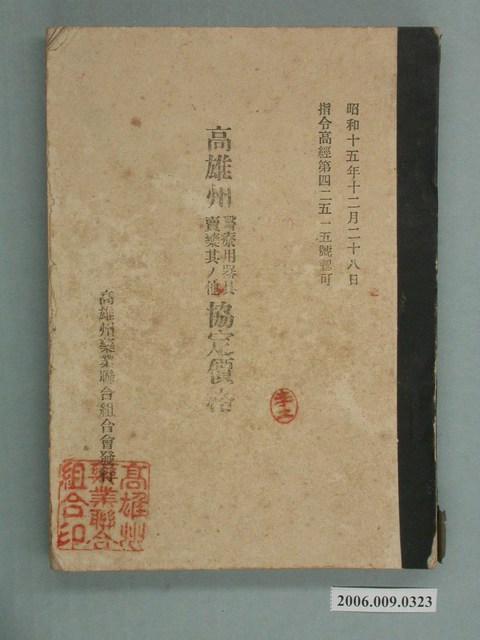 昭和十五年十二月二十八日
指令高經第四二五一五號認可
高雄州
醫療用器具
賣藥其ノ他
協定價格
高雄州藥業聯合組合會發行
高雄州
藥業聯合
組合印
2006.009.0323